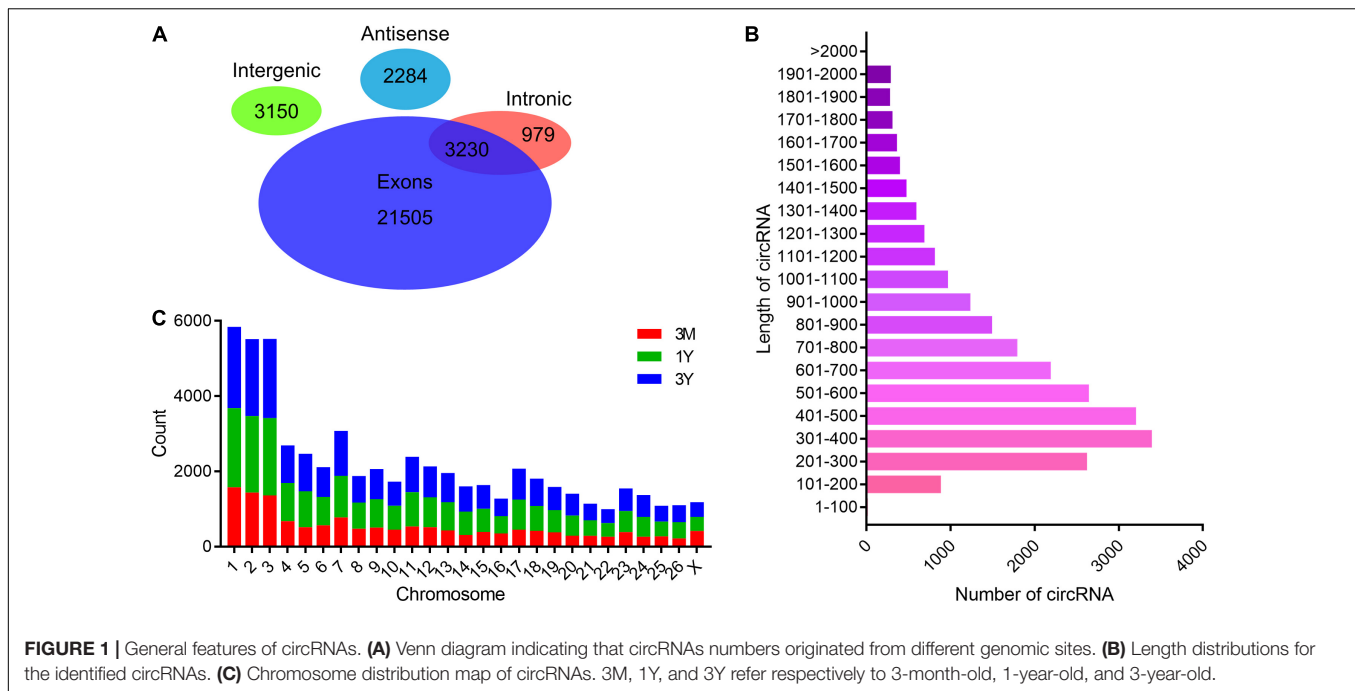 A
Antisense
2284
Intergenic
3150
Intronic
979
3230
Exons
21505
B
Length of circRNA
>2000
1901-2000
1801-1900
1701-1800
1601-1700
1501-1600
1401-1500
1301-1400
1201-1300
1101-1200
1001-1100
901-1000
801-900
701-800
601-700
501-600
401-500
301-400
201-300
101-200
1-100
0 1000 2000 3000 4000
Number of circRNA
C
Count
6000
4000
2000
0
3M
1Y
3Y
1 2 3 4 5 6 7 8 9 10 11 12 13 14 15 16 17 18 19 20 21 22 23 24 25 26 X
Chromosome
FIGURE 1 | General features of circRNAs. (A) Venn diagram indicating that circRNAs numbers originated from different genomic sites. (B) Length distributions for
the identified circRNAs. (C) Chromosome distribution map of circRNAs. 3M, 1Y, and 3Y refer respectively to 3-month-old, 1-year-old, and 3-year-old.